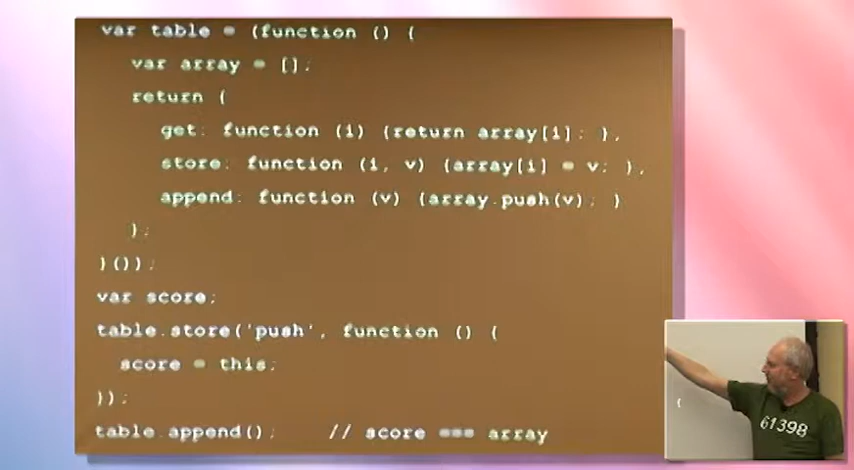 var table = (function () {
var array = [];
return {
get: function (i) {return array[i]; },
store: function (i, v) {array[i] = v; },
append: function (v) {array.push(v); }
};
}());
var score;
table.store('push', function () {
score = this;
});
table.append(); // score === array
{
61398